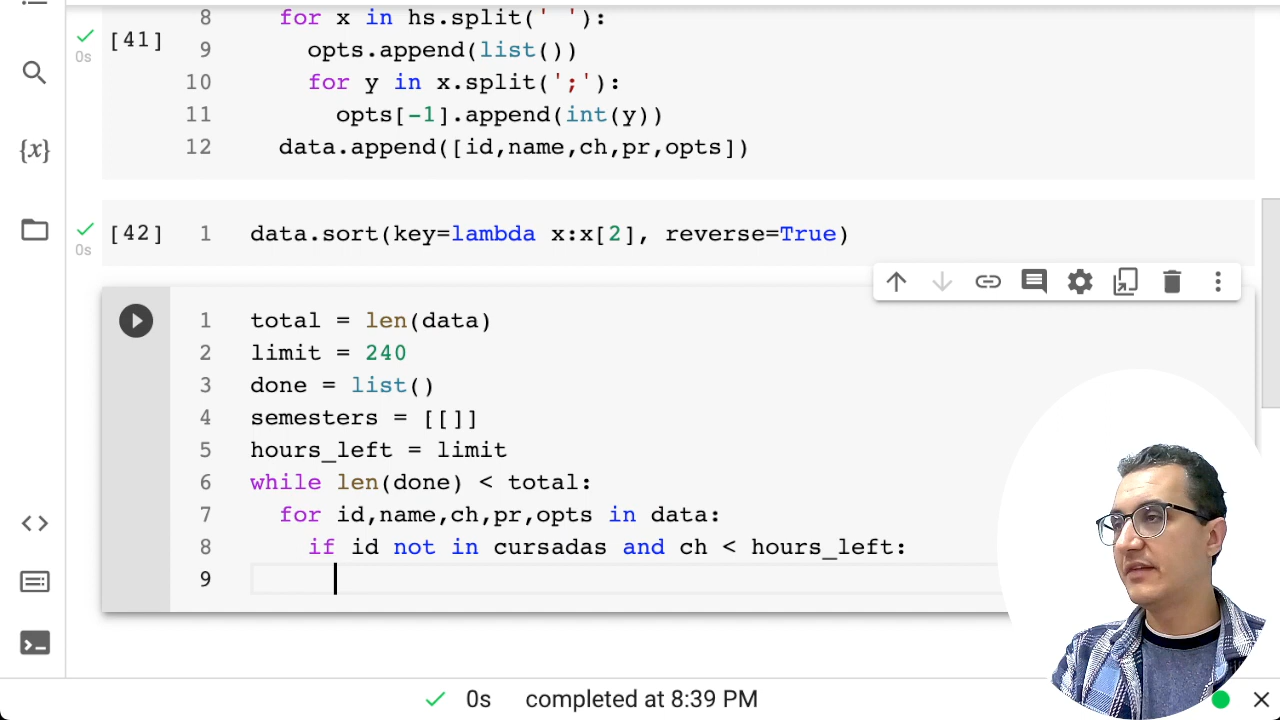 8 for x in hs.split(' '):
[41] 9 opts.append(list())
0s
10 for y in x.split(';'):
11 opts[-1].append(int(y))
12 data.append([id,name,ch,pr,opts])
{x}
[42] 1 data.sort(key=lambda x:x[2], reverse=True)
0s
1 total = len(data)
2 limit = 240
3 done = list()
4 semesters = [[]]
5 hours_left = limit
6 while len(done) < total:
7 for id,name,ch,pr,opts in data:
8 if id not in cursadas and ch < hours_left:
9
0s completed at 8:39 PM